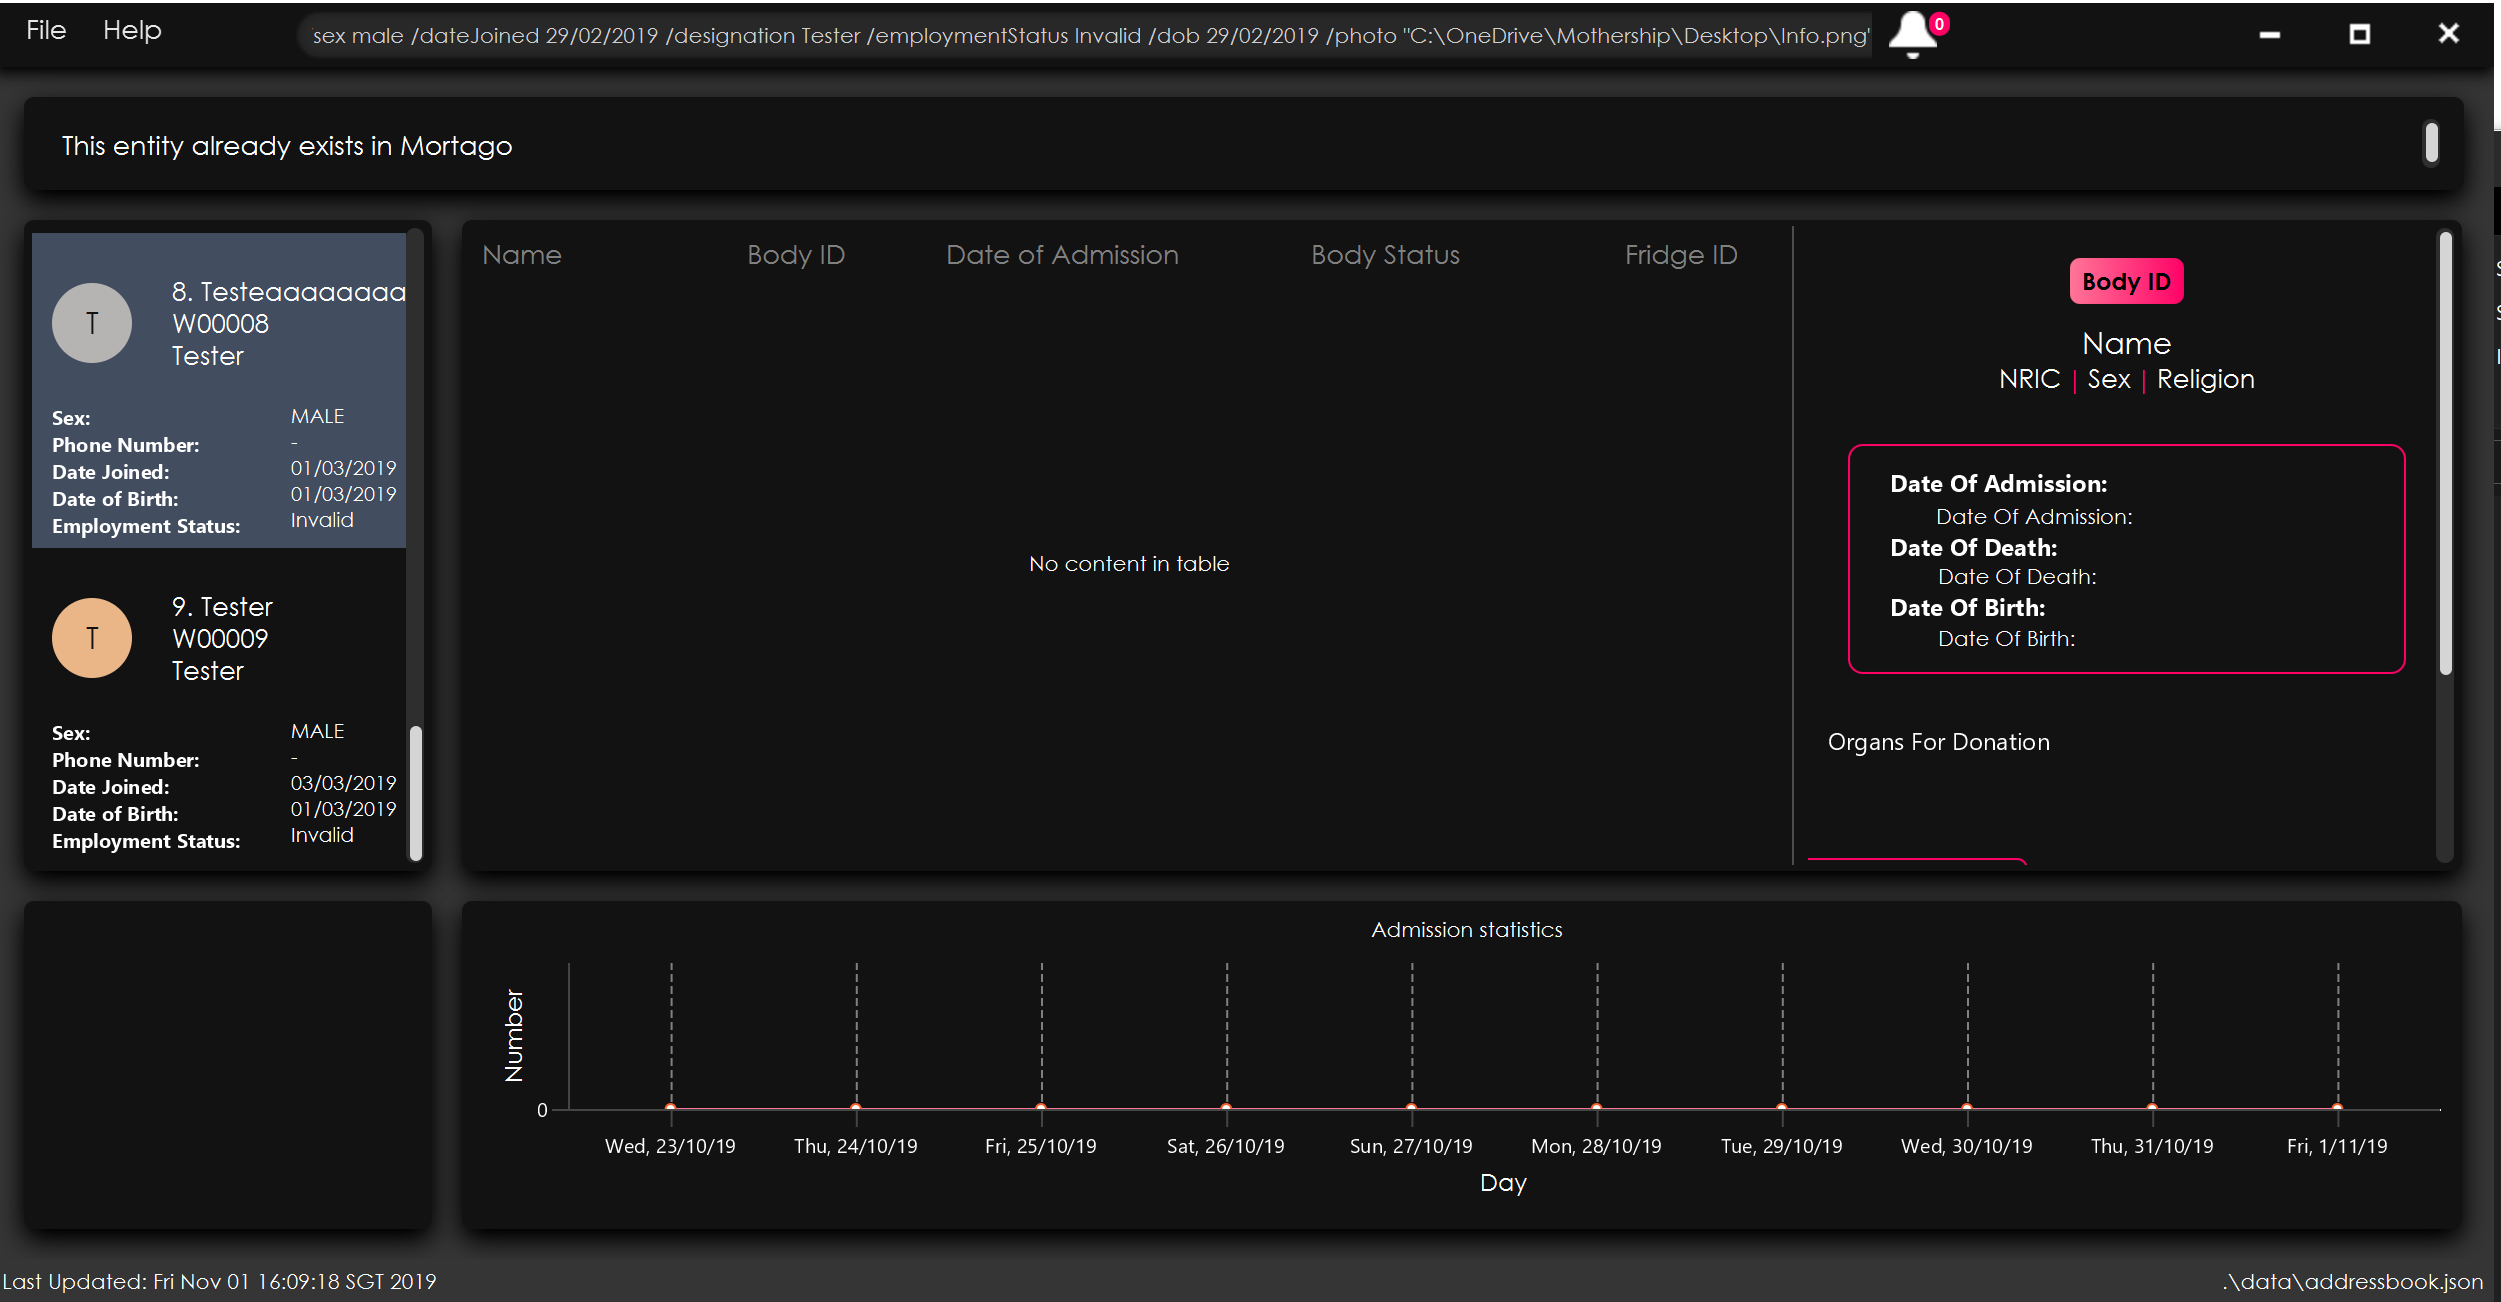 File Help sex male /dateJoined 29/02/2019 /designation Tester /employmentStatus Invalid /dob 29/02/2019 /photo "C:\OneDrive\Mothership\Desktop\Info.png" 0
This entity already exists in Mortago
T
8. Testeaaaaaaaa
W00008
Tester
Sex: MALE
Phone Number: -
Date Joined: 01/03/2019
Date of Birth: 01/03/2019
Employment Status: Invalid
T
9. Tester
W00009
Tester
Sex: MALE
Phone Number: -
Date Joined: 03/03/2019
Date of Birth: 01/03/2019
Employment Status: Invalid
Name Body ID Date of Admission Body Status Fridge ID
No content in table
Body ID
Name
NRIC | Sex | Religion
Date Of Admission:
Date Of Admission:
Date Of Death:
Date Of Death:
Date Of Birth:
Date Of Birth:
Organs For Donation
Admission statistics
Number
0
Wed, 23/10/19 Thu, 24/10/19 Fri, 25/10/19 Sat, 26/10/19 Sun, 27/10/19 Mon, 28/10/19 Tue, 29/10/19 Wed, 30/10/19 Thu, 31/10/19 Fri, 1/11/19
Day
Last Updated: Fri Nov 01 16:09:18 SGT 2019 .\data\addressbook.json